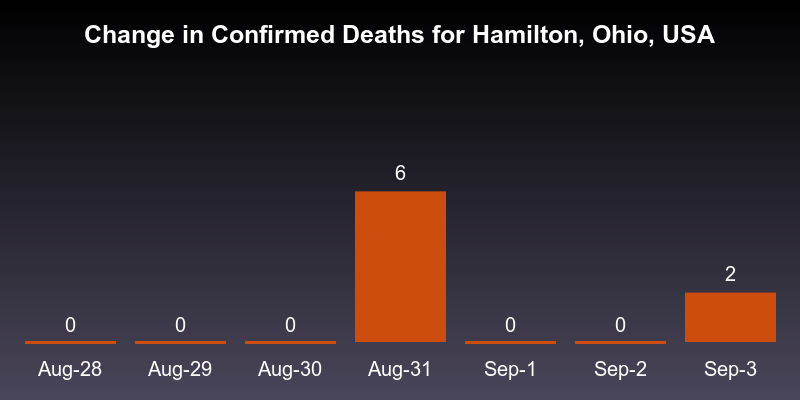 Change in Confirmed Deaths for Hamilton, Ohio, USA
0 0 0 6 0 0 2
Aug-28 Aug-29 Aug-30 Aug-31 Sep-1 Sep-2 Sep-3